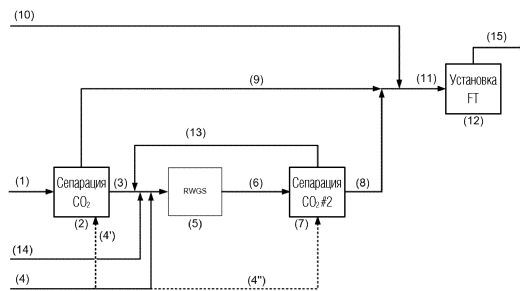 (10)
(15)
(9)
(11)
Установка
FT
(12)
(13)
(1)
Сепарация
CO₂
(3)
RWGS
(6)
Сепарация
CO₂#2
(8)
(2)
(4')
(5)
(7)
(14)
(4)
(4'')